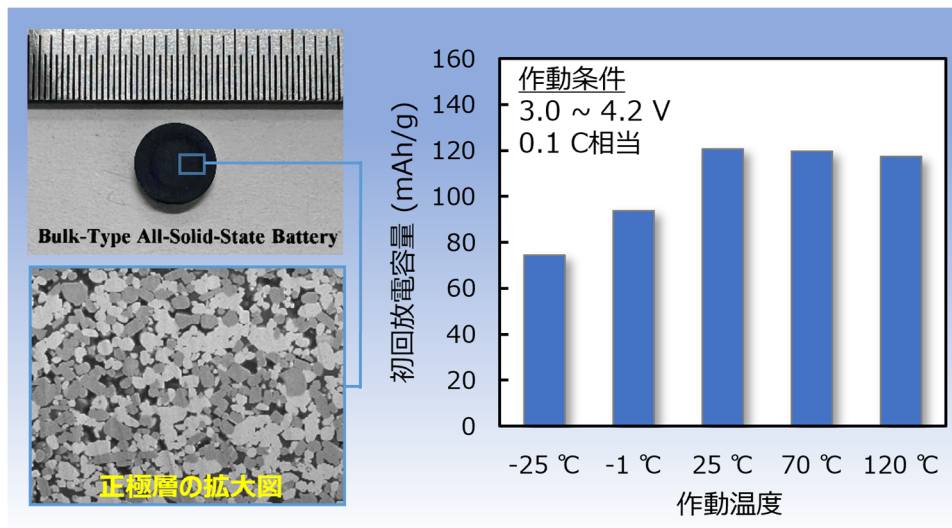 Bulk-Type All-Solid-State Battery
正極層の拡大図
初回放電容量 (mAh/g)
160
140
120
100
80
60
40
20
0
作動条件
3.0 ~ 4.2 V
0.1 C相当
-25 ℃
-1 ℃
25 ℃
70 ℃
120 ℃
作動温度